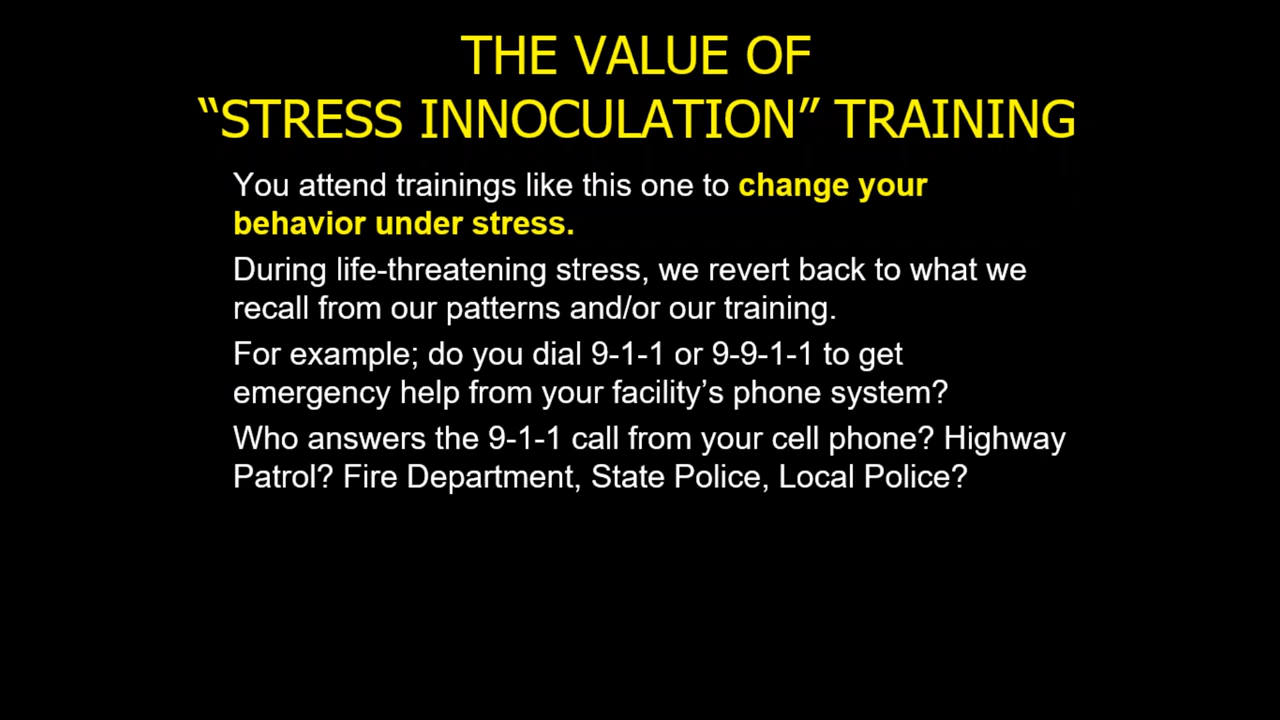 THE VALUE OF
“STRESS INNOCULATION” TRAINING
You attend trainings like this one to change your
behavior under stress.
During life-threatening stress, we revert back to what we
recall from our patterns and/or our training.
For example; do you dial 9-1-1 or 9-9-1-1 to get
emergency help from your facility’s phone system?
Who answers the 9-1-1 call from your cell phone? Highway
Patrol? Fire Department, State Police, Local Police?